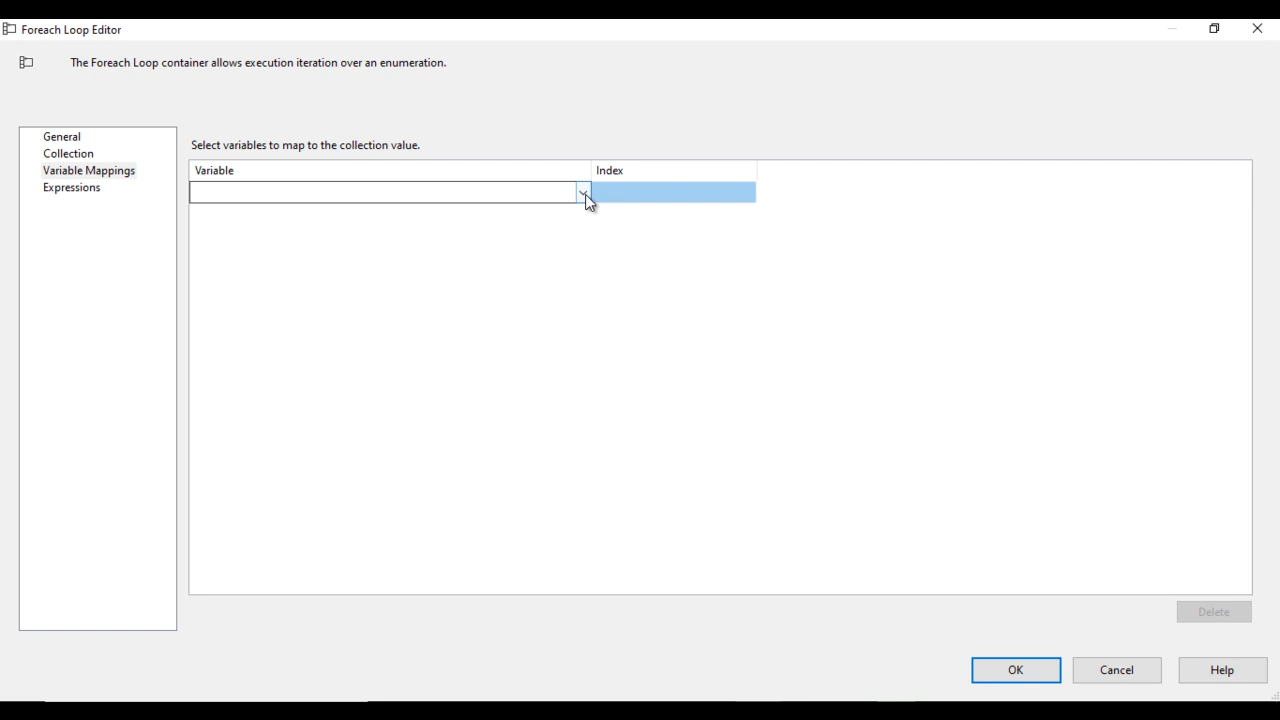 Foreach Loop Editor
The Foreach Loop container allows execution iteration over an enumeration.
General
Collection
Variable Mappings
Expressions
Select variables to map to the collection value.
Variable Index
Delete
OK Cancel Help